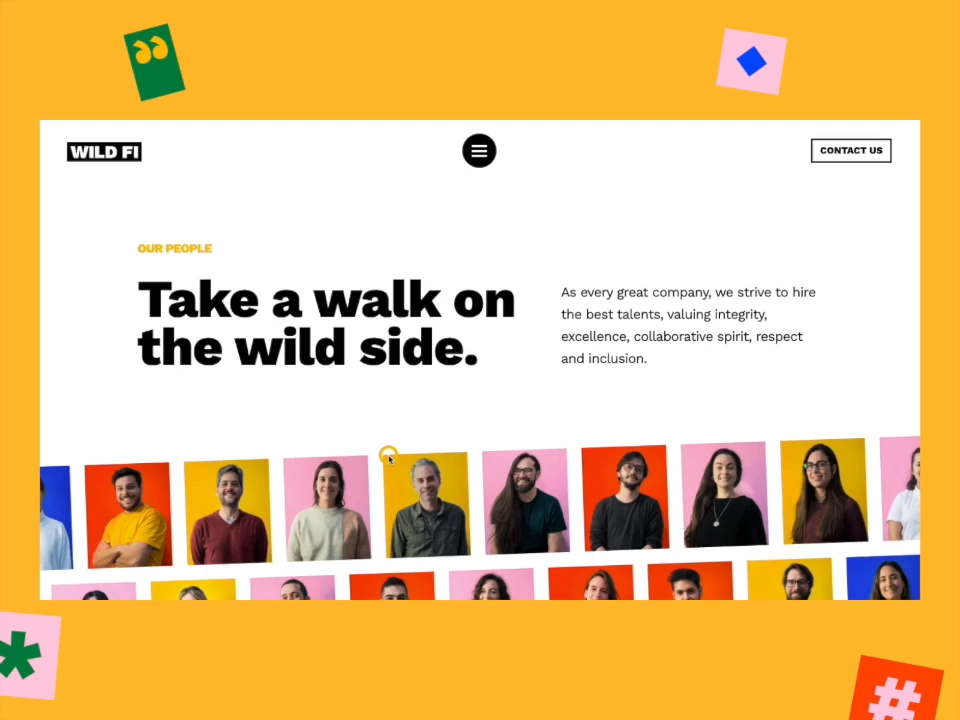 WILD FI
CONTACT US
OUR PEOPLE
Take a walk on
the wild side.
As every great company, we strive to hire
the best talents, valuing integrity,
excellence, collaborative spirit, respect
and inclusion.